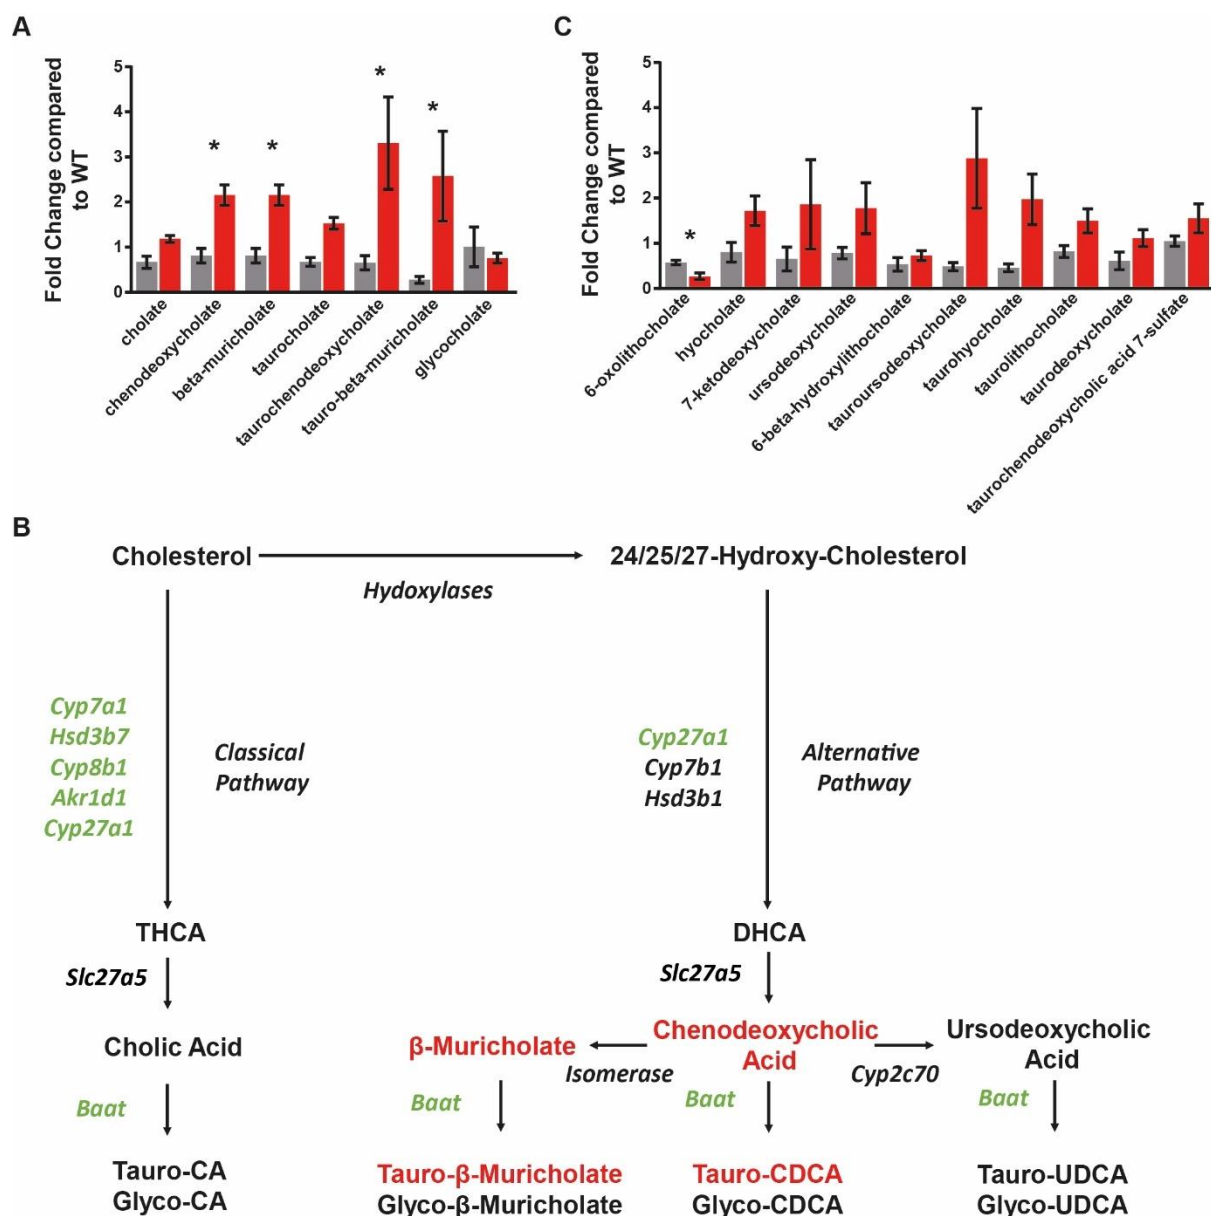 A
Fold Change compared
to WT
5
4
3
2
1
0
*
*
*
*
cholate
chenodeoxycholate
beta-muricholate
taurocholate
taurochenodeoxycholate
tauro-beta-muricholate
glycocholate
C
Fold Change compared
to WT
5
4
3
2
1
0
*
6-oxolithocholate
hyocholate
7-ketodeoxycholate
ursodeoxycholate
6-beta-hydroxylithocholate
tauroursodeoxycholate
taurohyocholate
taurolithocholate
taurodeoxycholate
taurochenodeoxycholic acid 7-sulfate
B
Cholesterol
24/25/27-Hydroxy-Cholesterol
Hydoxylases
Cyp7a1
Hsd3b7
Cyp8b1
Akr1d1
Cyp27a1
Classical
Pathway
Cyp27a1
Cyp7b1
Hsd3b1
Alternative
Pathway
THCA
DHCA
Slc27a5
Slc27a5
Cholic Acid
β-Muricholate
Isomerase
Chenodeoxycholic
Acid
Cyp2c70
Ursodeoxycholic
Acid
Baat
Baat
Baat
Baat
Tauro-CA
Glyco-CA
Tauro-β-Muricholate
Glyco-β-Muricholate
Tauro-CDCA
Glyco-CDCA
Tauro-UDCA
Glyco-UDCA